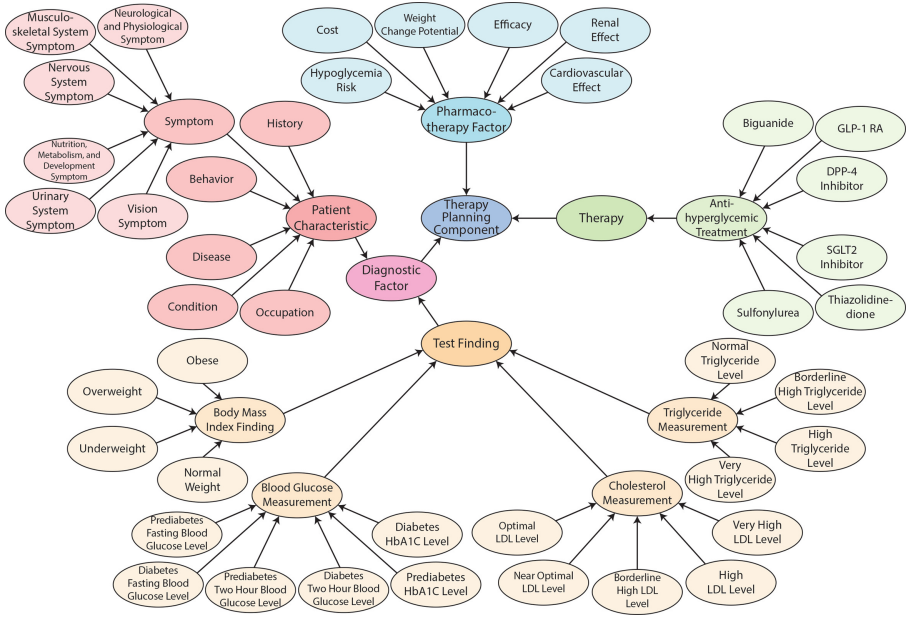 Musculo-
skeletal System
Symptom
Neurological
and Physiological
Symptom
Nervous
System
Symptom
Nutrition,
Metabolism, and
Development
Symptom
Urinary
System
Symptom
Vision
Symptom
Symptom
History
Behavior
Disease
Condition
Occupation
Patient
Characteristic
Diagnostic
Factor
Cost
Weight
Change Potential
Efficacy
Renal
Effect
Hypoglycemia
Risk
Cardiovascular
Effect
Pharmaco-
therapy Factor
Therapy
Planning
Component
Therapy
Anti-
hyperglycemic
Treatment
Biguanide
GLP-1 RA
DPP-4
Inhibitor
SGLT2
Inhibitor
Thiazolidine-
dione
Sulfonylurea
Test Finding
Obese
Overweight
Underweight
Normal
Weight
Body Mass
Index Finding
Blood Glucose
Measurement
Prediabetes
Fasting Blood
Glucose Level
Diabetes
Fasting Blood
Glucose Level
Prediabetes
Two Hour Blood
Glucose Level
Diabetes
Two Hour Blood
Glucose Level
Prediabetes
HbA1C Level
Diabetes
HbA1C Level
Cholesterol
Measurement
Optimal
LDL Level
Near Optimal
LDL Level
Borderline
High LDL
Level
High
LDL Level
Very High
LDL Level
Triglyceride
Measurement
Normal
Triglyceride
Level
Borderline
High Triglyceride
Level
High
Triglyceride
Level
Very
High Triglyceride
Level